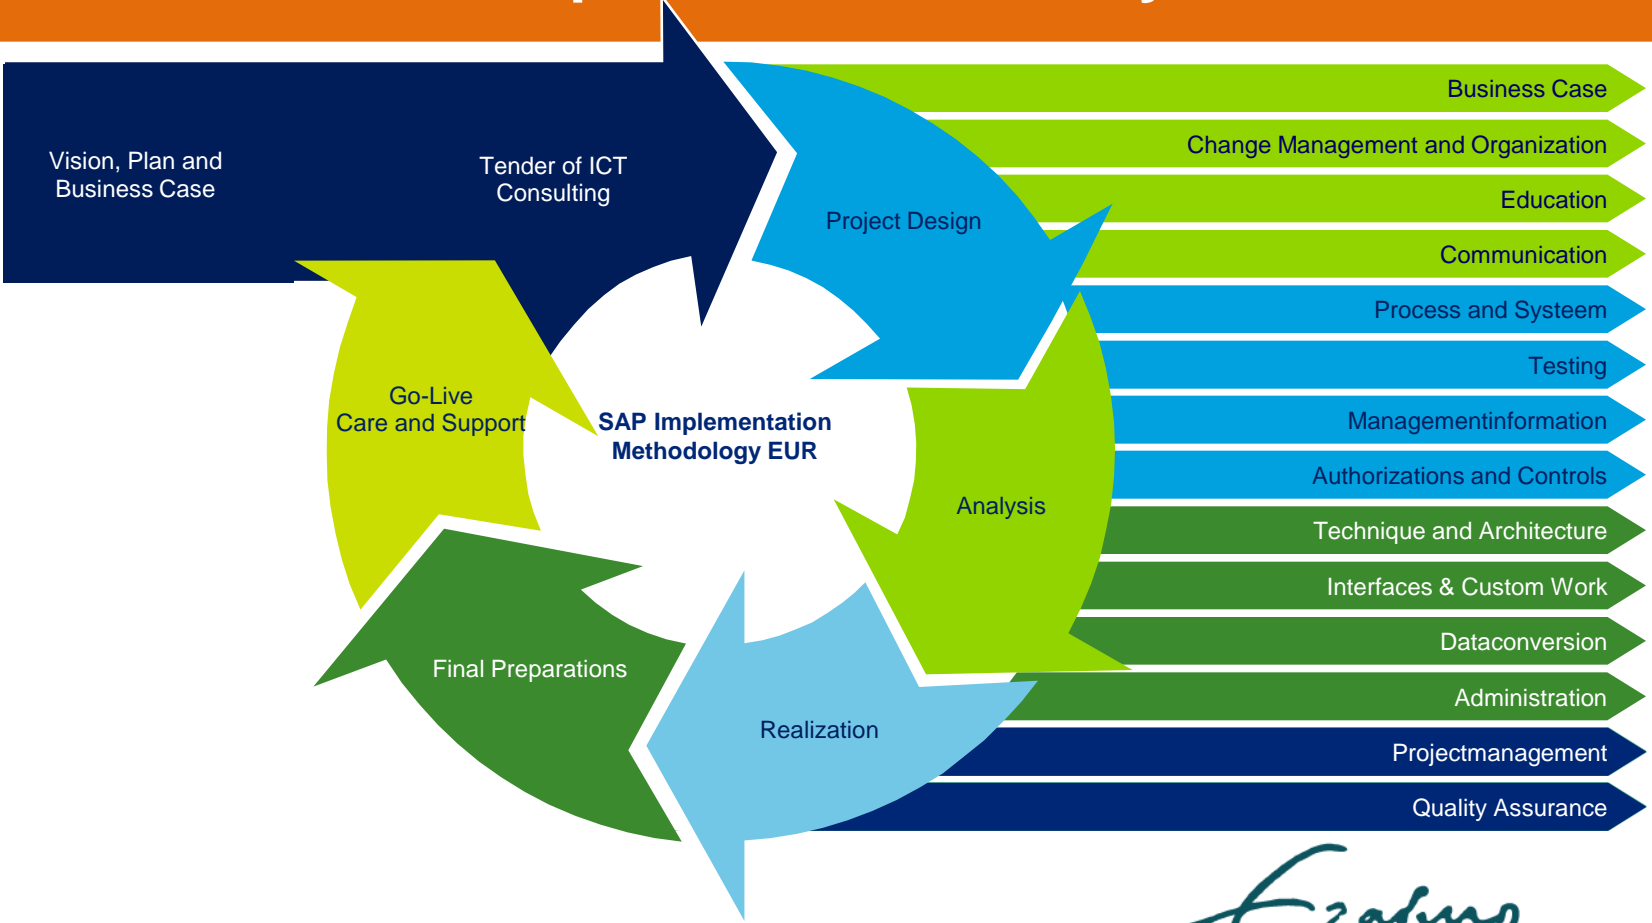 Vision, Plan and
Business Case
Tender of ICT
Consulting
Project Design
Analysis
Realization
Final Preparations
Go-Live
Care and Support
SAP Implementation
Methodology EUR
Business Case
Change Management and Organization
Education
Communication
Process and Systeem
Testing
Managementinformation
Authorizations and Controls
Technique and Architecture
Interfaces & Custom Work
Dataconversion
Administration
Projectmanagement
Quality Assurance